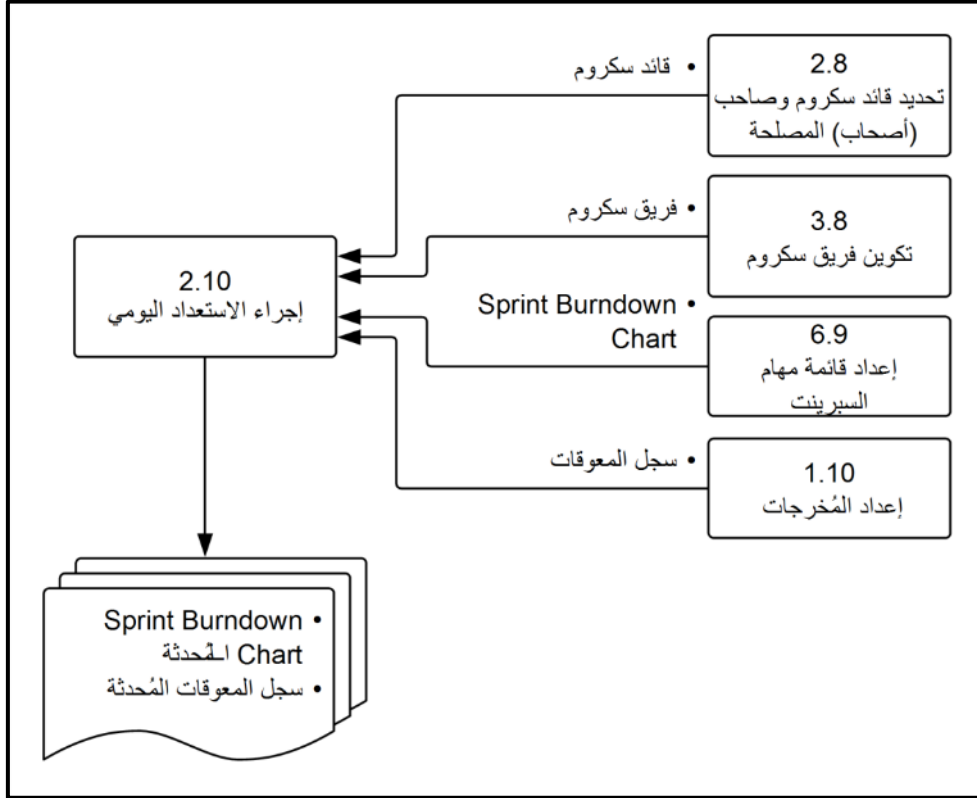 2.8
تحديد قائد سكروم وصاحب
(أصحاب) المصلحة
• قائد سكروم
3.8
تكوين فريق سكروم
• فريق سكروم
6.9
إعداد قائمة مهام
السبرينت
• Sprint Burndown
Chart
1.10
إعداد المُخرجات
• سجل المعوقات
2.10
إجراء الاستعداد اليومي
• Sprint Burndown
Chart المُحدثة
• سجل المعوقات المُحدثة